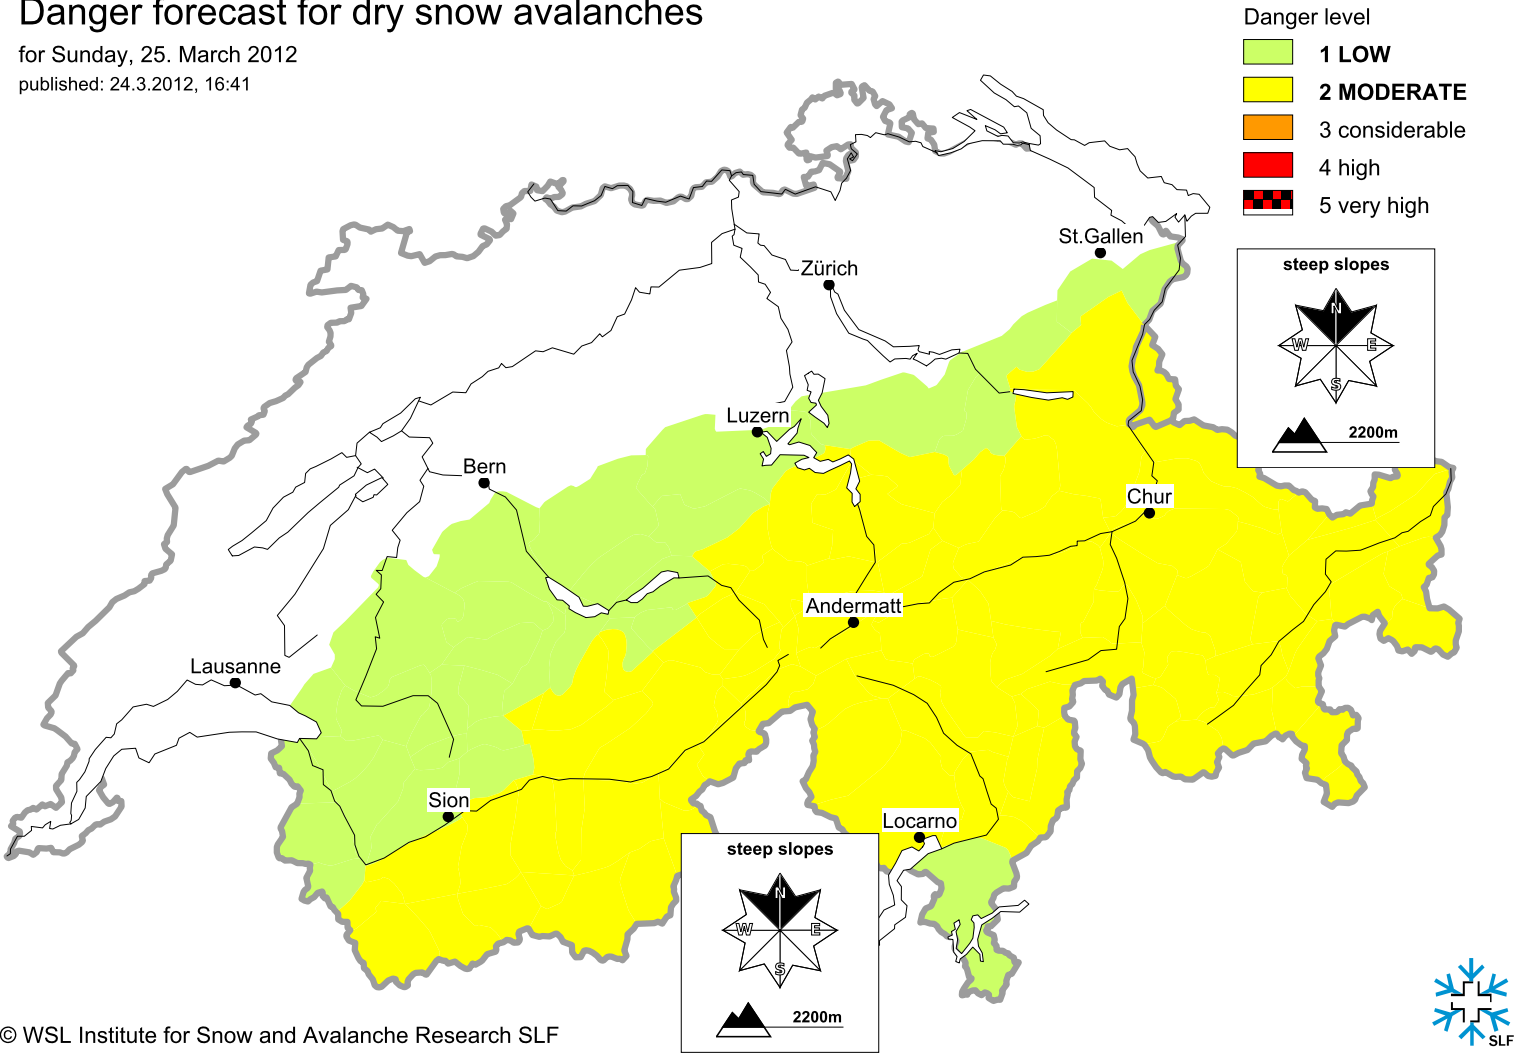 Danger forecast for dry snow avalanches
for Sunday, 25. March 2012
published: 24.3.2012, 16:41
Danger level
1 LOW
2 MODERATE
3 considerable
4 high
5 very high
St.Gallen
Zürich
steep slopes
N
W E
S
2200m
Luzern
Bern
Chur
Andermatt
Lausanne
Sion
Locarno
steep slopes
N
W E
S
2200m
© WSL Institute for Snow and Avalanche Research SLF
SLF